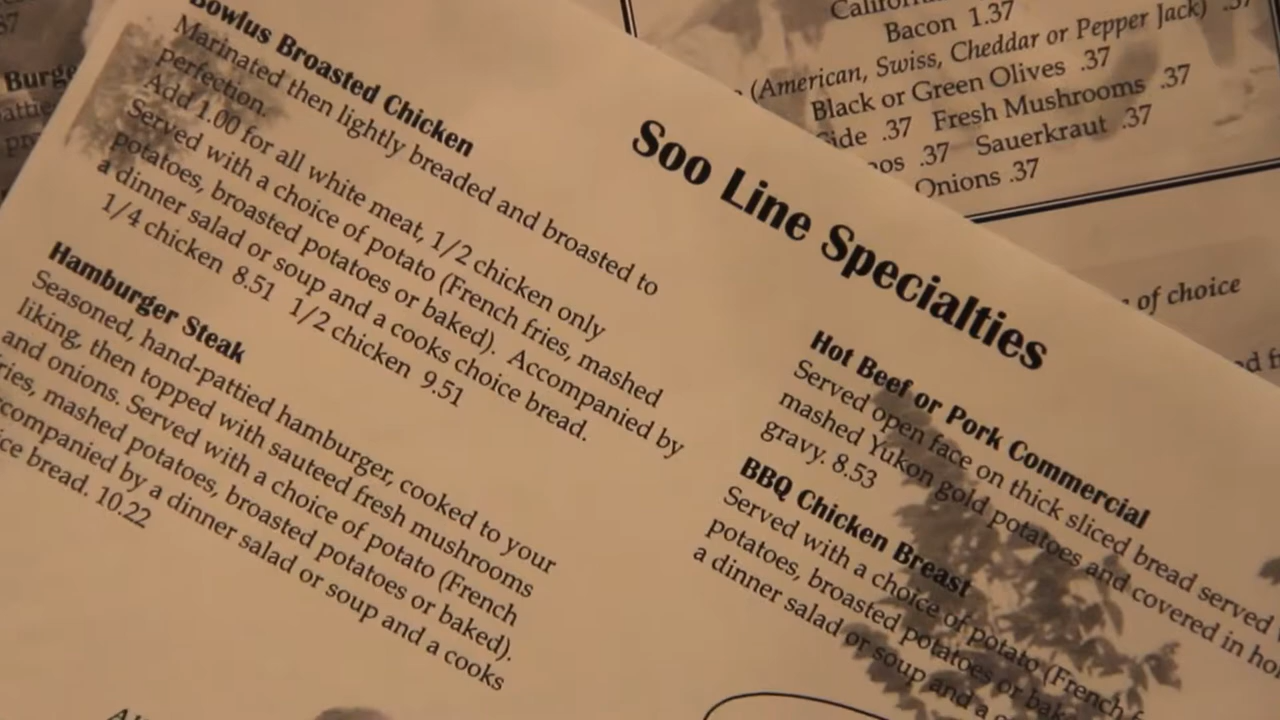 Bowlus Broasted Chicken
Marinated then lightly breaded and broasted to
perfection.
Add 1.00 for all white meat, 1/2 chicken only
Served with a choice of potato (French fries, mashed
potatoes, broasted potatoes or baked). Accompanied by
a dinner salad or soup and a cooks choice bread.
1/4 chicken 8.51 1/2 chicken 9.51
Hamburger Steak
Seasoned, hand-pattied hamburger, cooked to your
liking, then topped with sauteed fresh mushrooms
and onions. Served with a choice of potato (French
fries, mashed potatoes, broasted potatoes or baked).
accompanied by a dinner salad or soup and a cooks
bread. 10.22
Soo Line Specialties
Hot Beef or Pork Commercial
Served open face on thick sliced bread served
mashed Yukon gold potatoes and covered in
gravy. 8.53
BBQ Chicken Breast
Served with a choice of potato (French
potatoes, broasted potatoes or
a dinner salad or soup and a
Bacon 1.37
(American, Swiss, Cheddar or Pepper Jack) .37
Black or Green Olives .37
.37 Fresh Mushrooms .37
.37 Sauerkraut .37
Onions .37
of choice